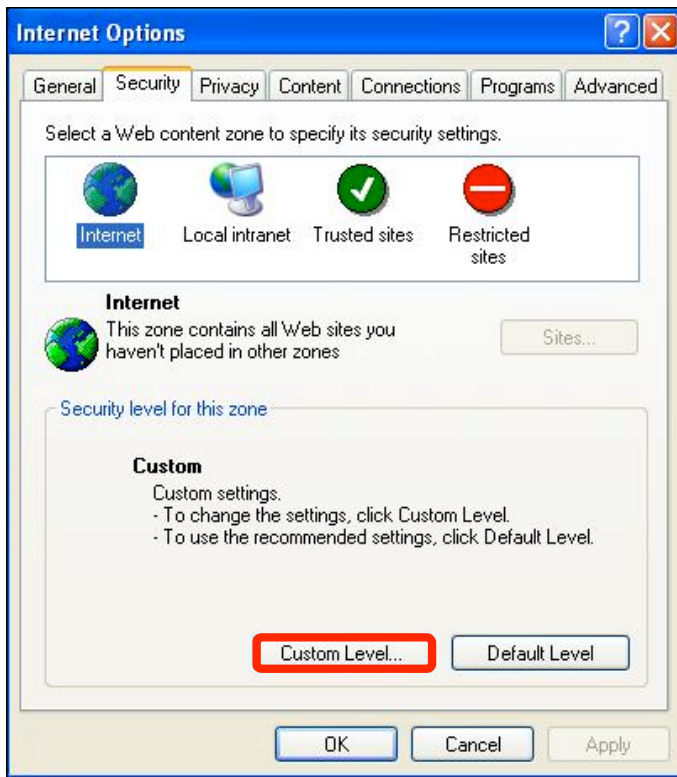 Internet Options
General Security Privacy Content Connections Programs Advanced
Select a Web content zone to specify its security settings.
Internet Local intranet Trusted sites Restricted sites
Internet
This zone contains all Web sites you
haven't placed in other zones
Sites...
Security level for this zone
Custom
Custom settings.
- To change the settings, click Custom Level.
- To use the recommended settings, click Default Level.
Custom Level... Default Level
OK Cancel Apply